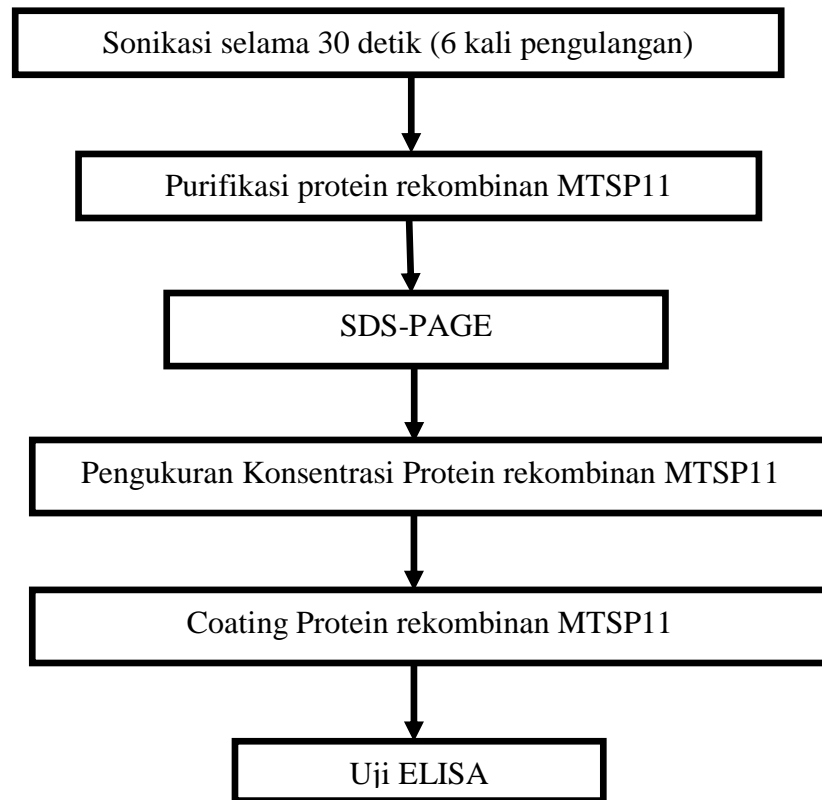 Sonikasi selama 30 detik (6 kali pengulangan)
Purifikasi protein rekombinan MTSP11
SDS-PAGE
Pengukuran Konsentrasi Protein rekombinan MTSP11
Coating Protein rekombinan MTSP11
Uji ELISA